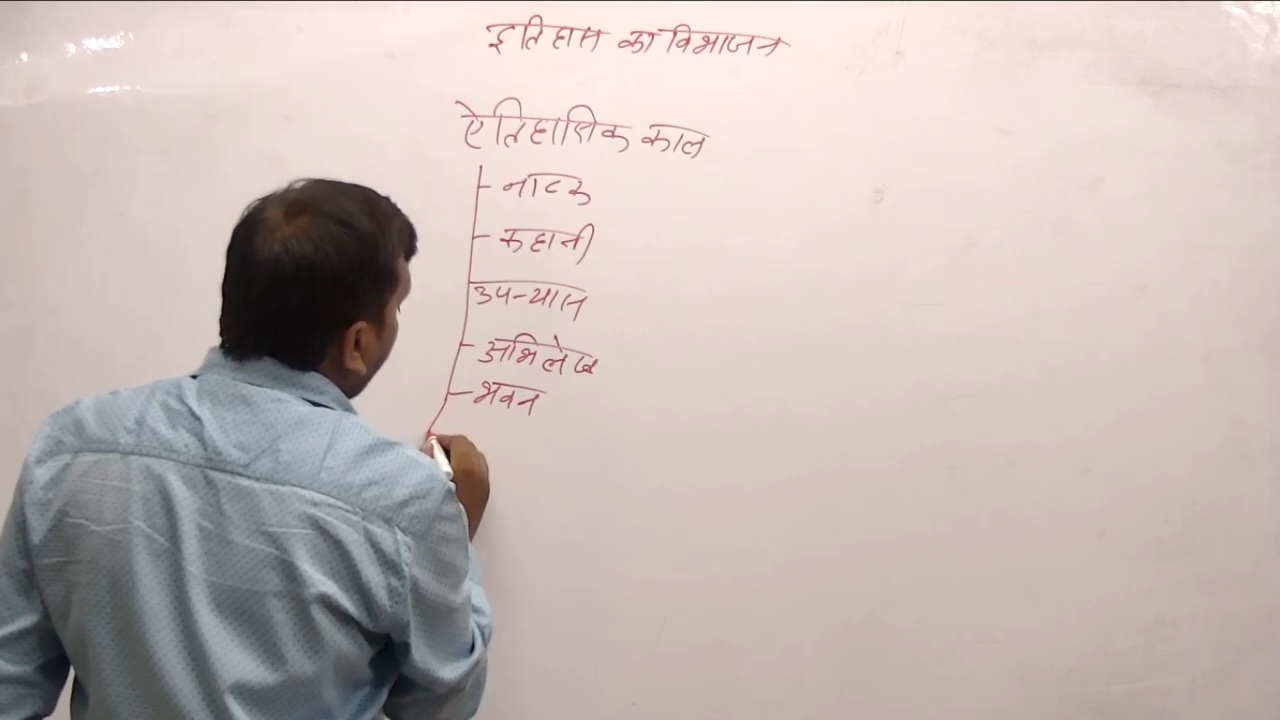 इतिहास का विभाजन
ऐतिहासिक काल
नाटक
कहानी
उपन्यास
अभिलेख
भवन